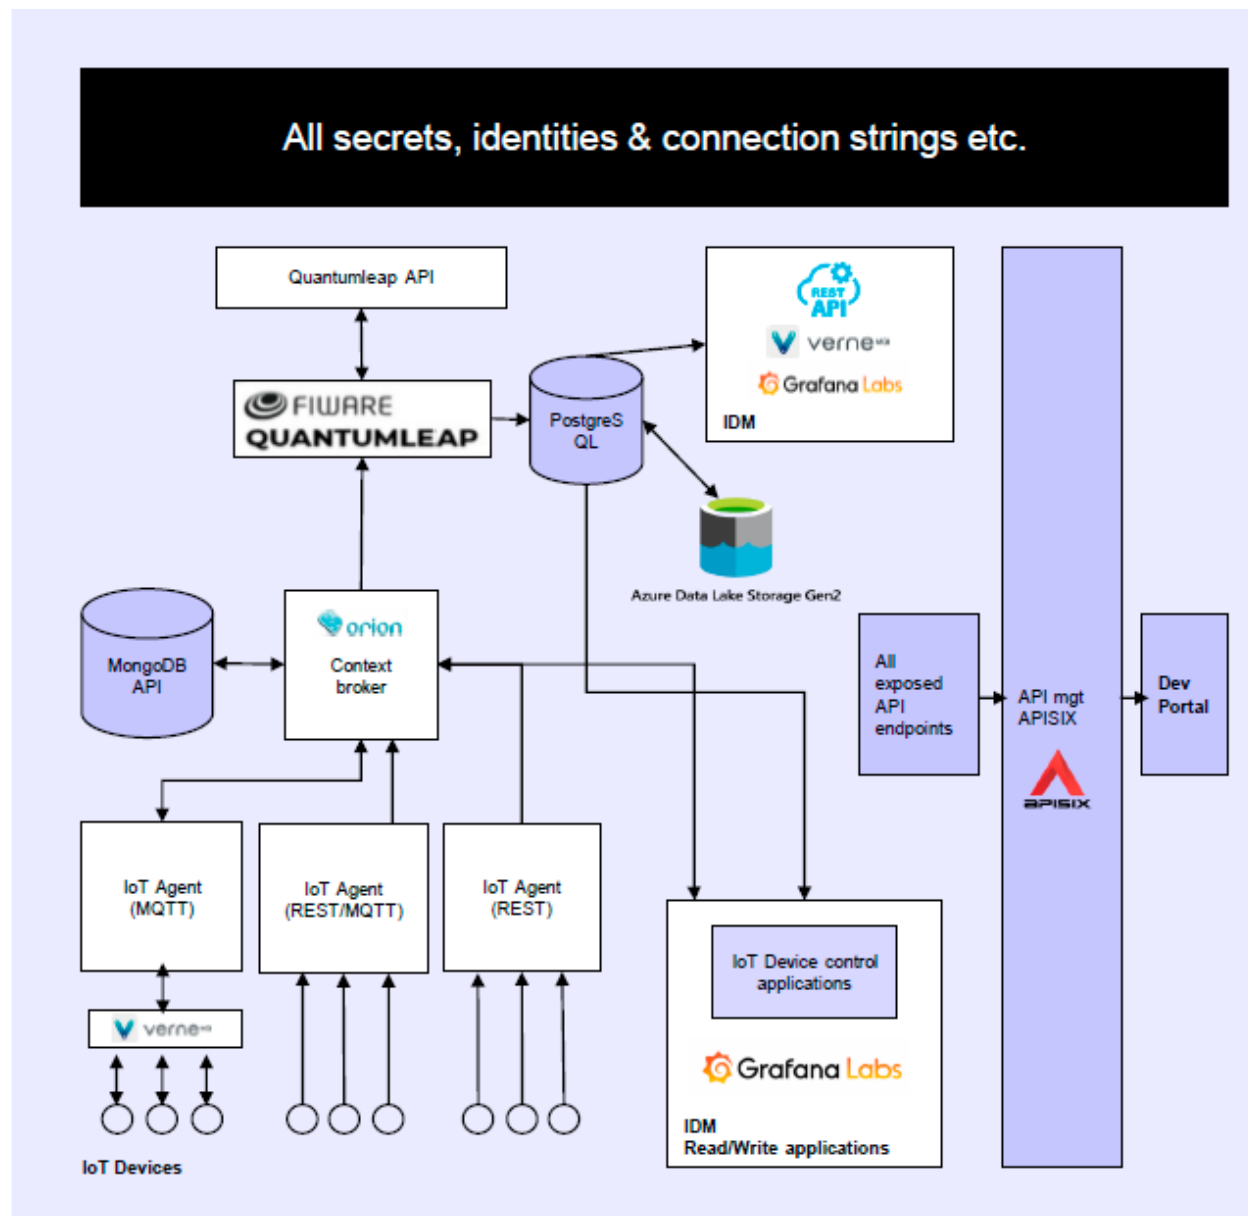 All secrets, identities & connection strings etc.
Quantumleap API
FIWARE
QUANTUMLEAP
PostgreS
QL
REST
API
verne
Grafana Labs
IDM
Azure Data Lake Storage Gen2
MongoDB
API
orion
Context
broker
All
exposed
API
endpoints
API mgt
APISIX
APISIX
Dev
Portal
IoT Agent
(MQTT)
IoT Agent
(REST/MQTT)
IoT Agent
(REST)
verne
IoT Devices
IoT Device control
applications
Grafana Labs
IDM
Read/Write applications